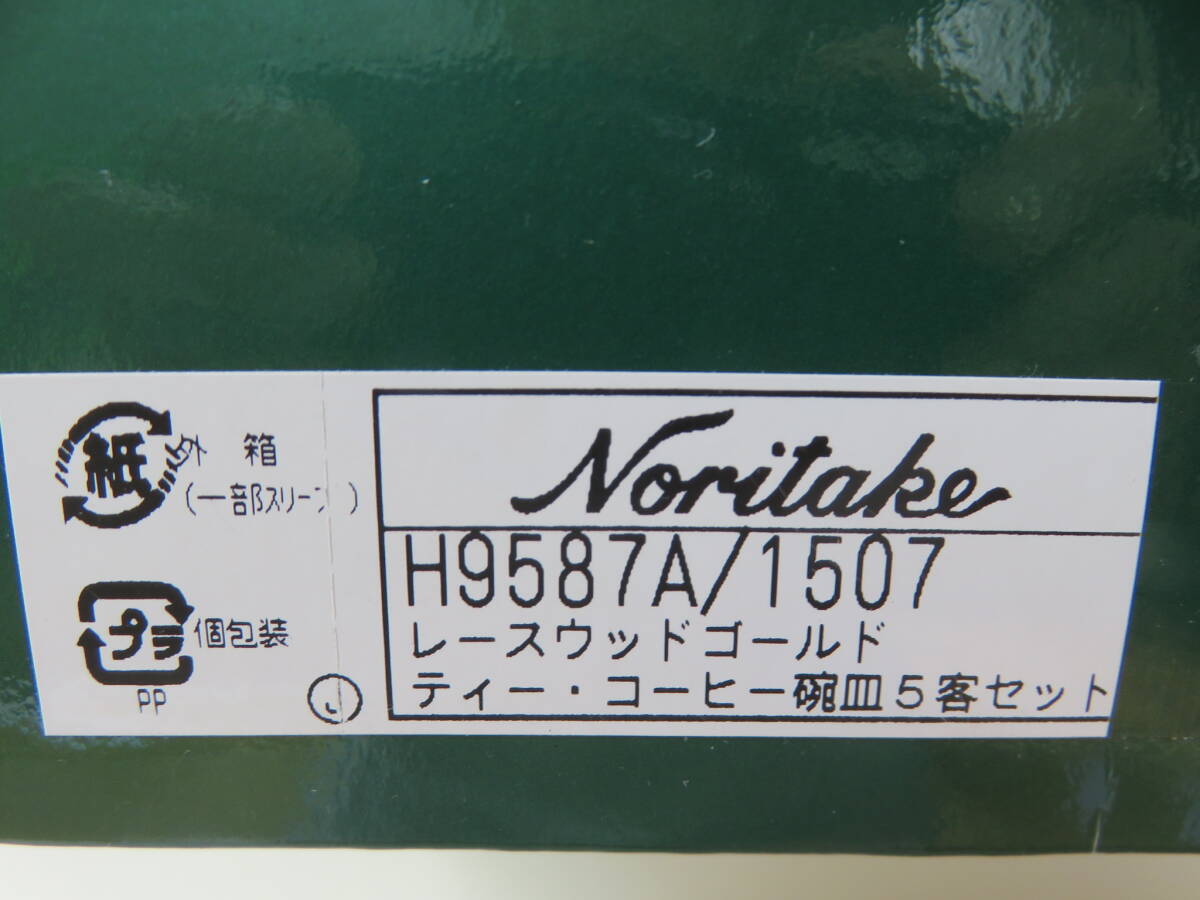 紙 外 箱
(一部スリーブ)
プラ 個包装
PP
Noritake
H9587A/1507
レースウッドゴールド
ティー・コーヒー碗皿5客セット